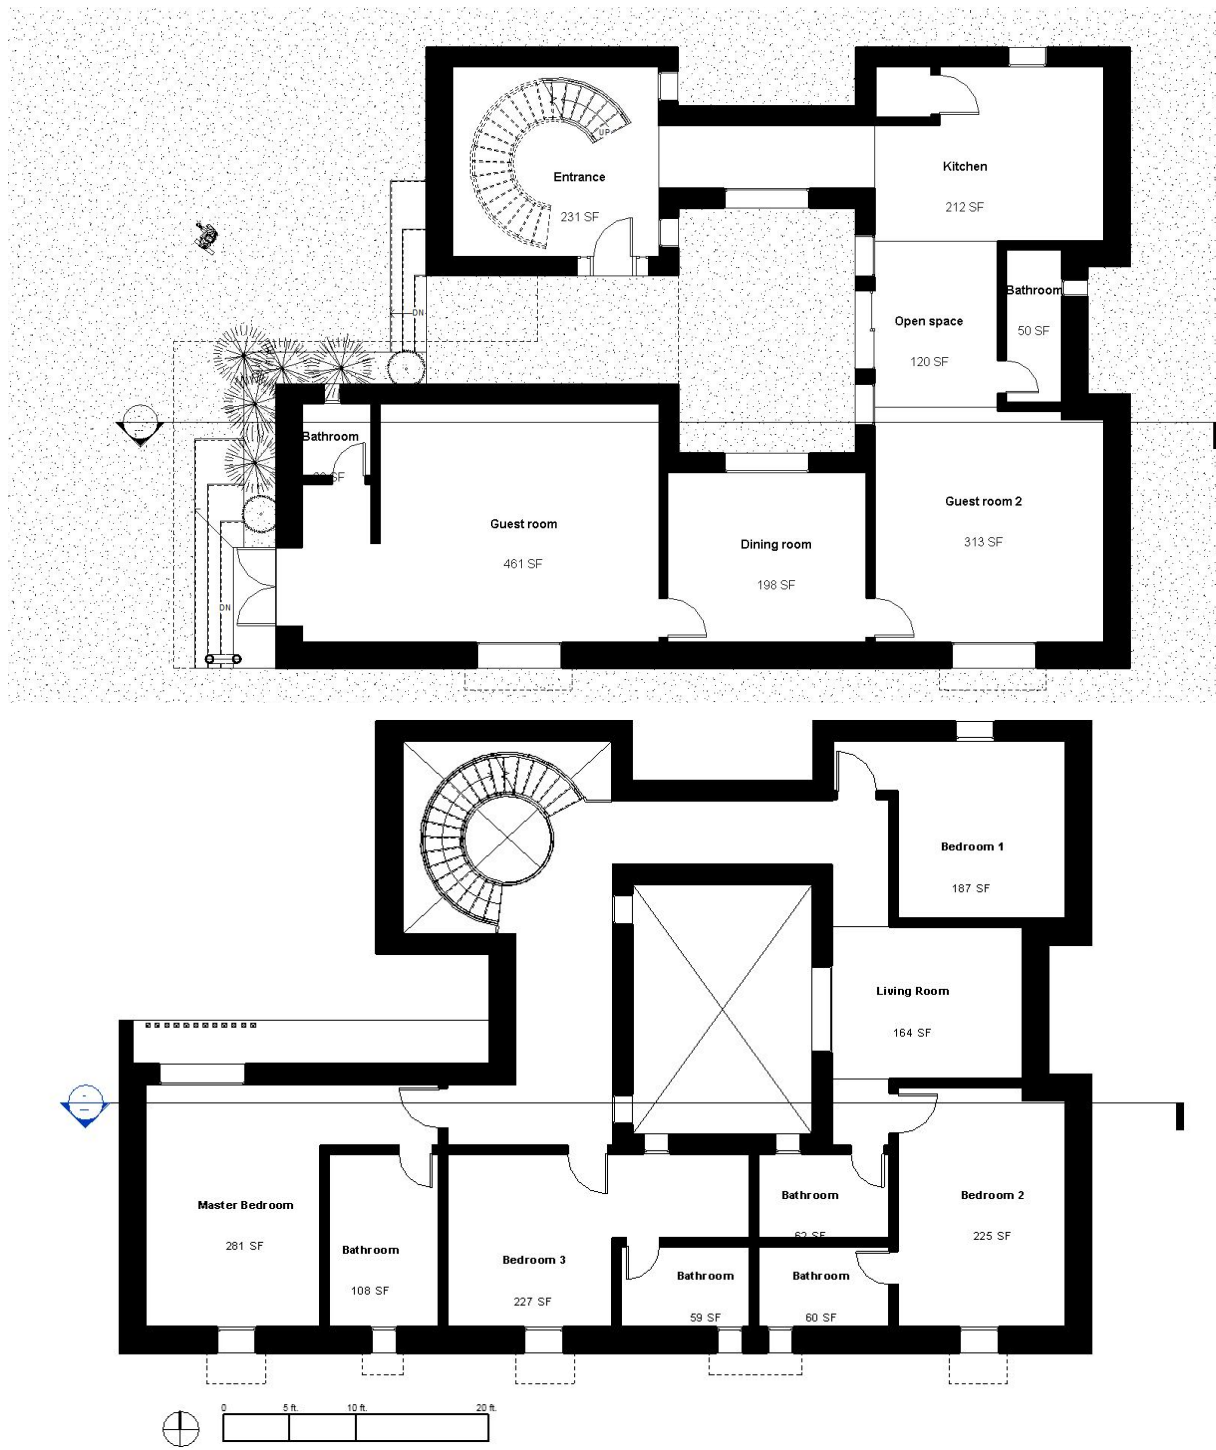 UP
Entrance
231 SF
Kitchen
212 SF
Bathroom
50 SF
DN
Open space
120 SF
Bathroom
SF
Guest room 2
313 SF
Guest room
461 SF
Dining room
198 SF
DN
Bedroom 1
187 SF
Living Room
164 SF
Master Bedroom
281 SF
Bathroom
62 SF
Bedroom 2
225 SF
Bathroom
108 SF
Bedroom 3
227 SF
Bathroom
59 SF
Bathroom
60 SF
0 5 ft. 10 ft. 20 ft.